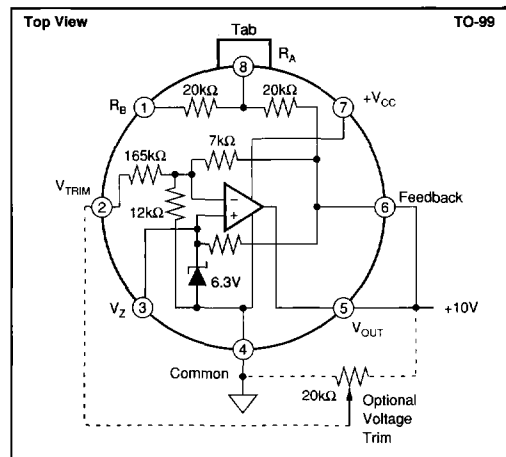 Top View
TO-99
Tab
R_A
8
20kΩ 20kΩ
R_B
1
7
+V_CC
165kΩ
7kΩ
V_TRIM
2
12kΩ
−
+
6
Feedback
6.3V
V_Z
3
5
V_OUT
+10V
4
Common
20kΩ
Optional
Voltage
Trim